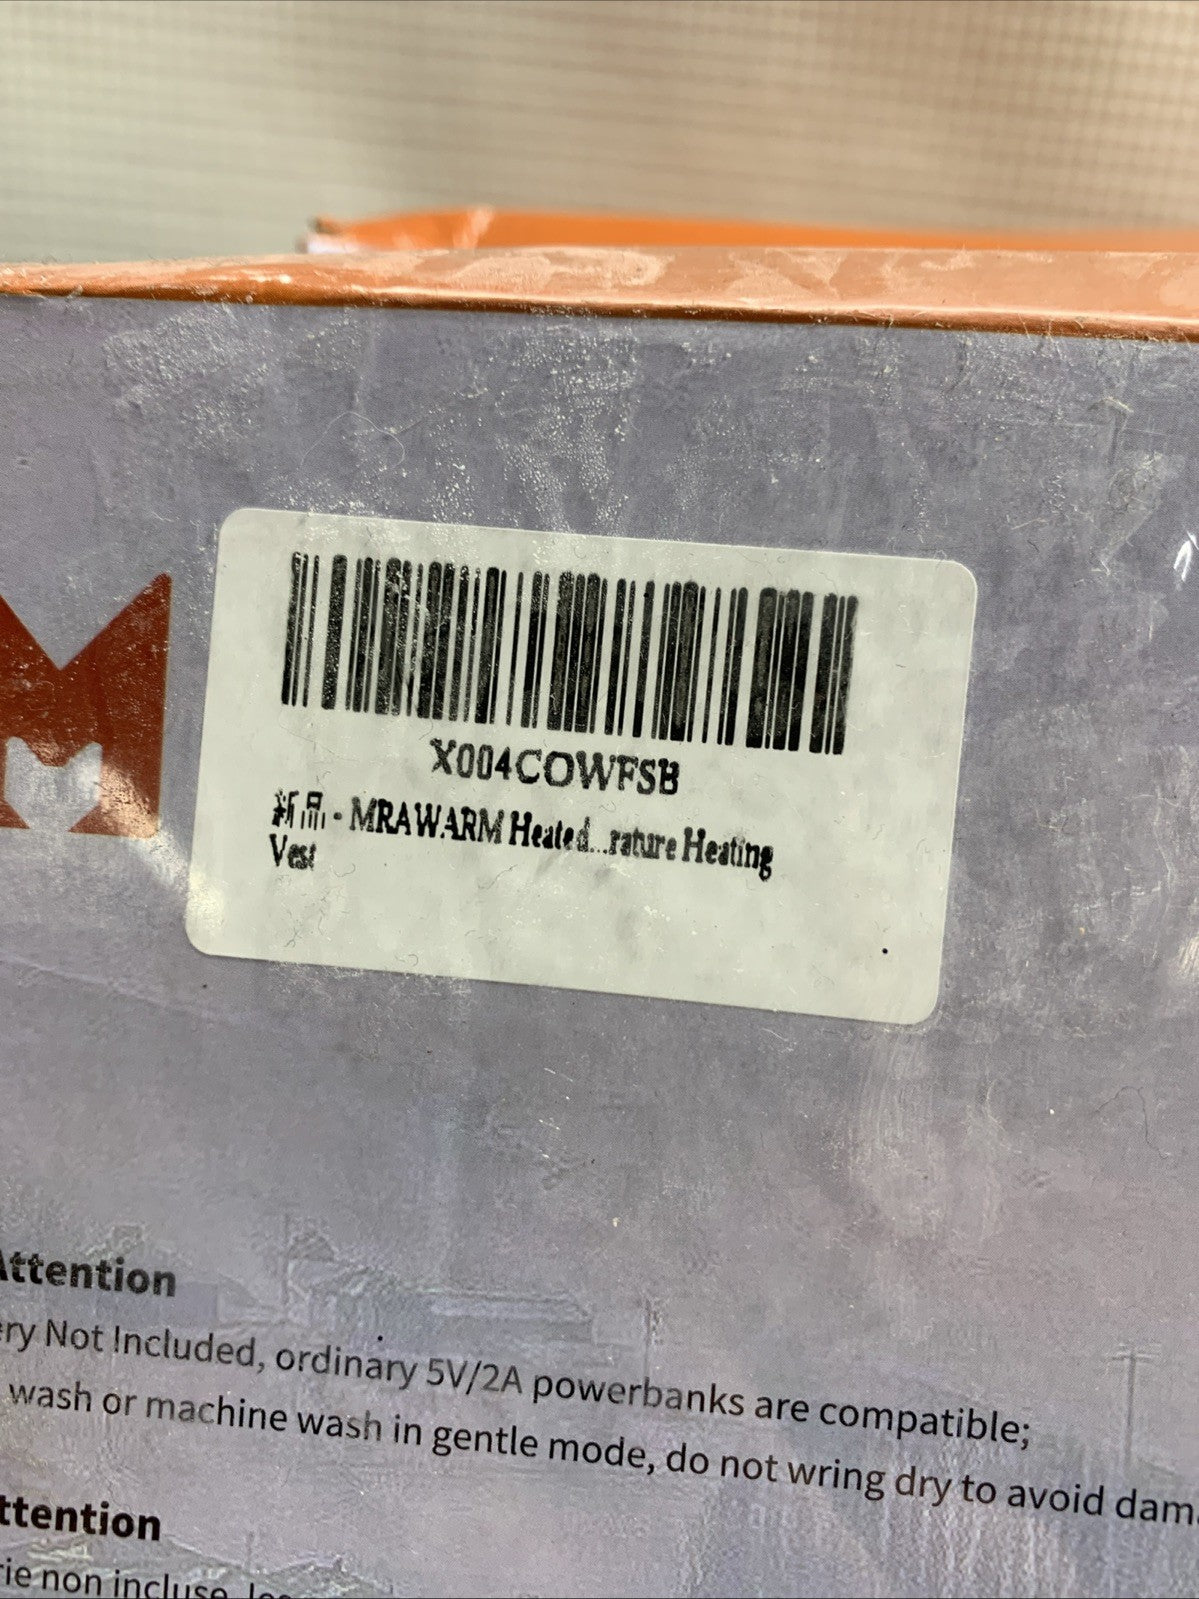 X004COWFSB
新品 - MRAWARM Heated...rature Heating
Vest
Attention
ery Not Included, ordinary 5V/2A powerbanks are compatible;
wash or machine wash in gentle mode, do not wring dry to avoid dam
ttention
rie non incluse,